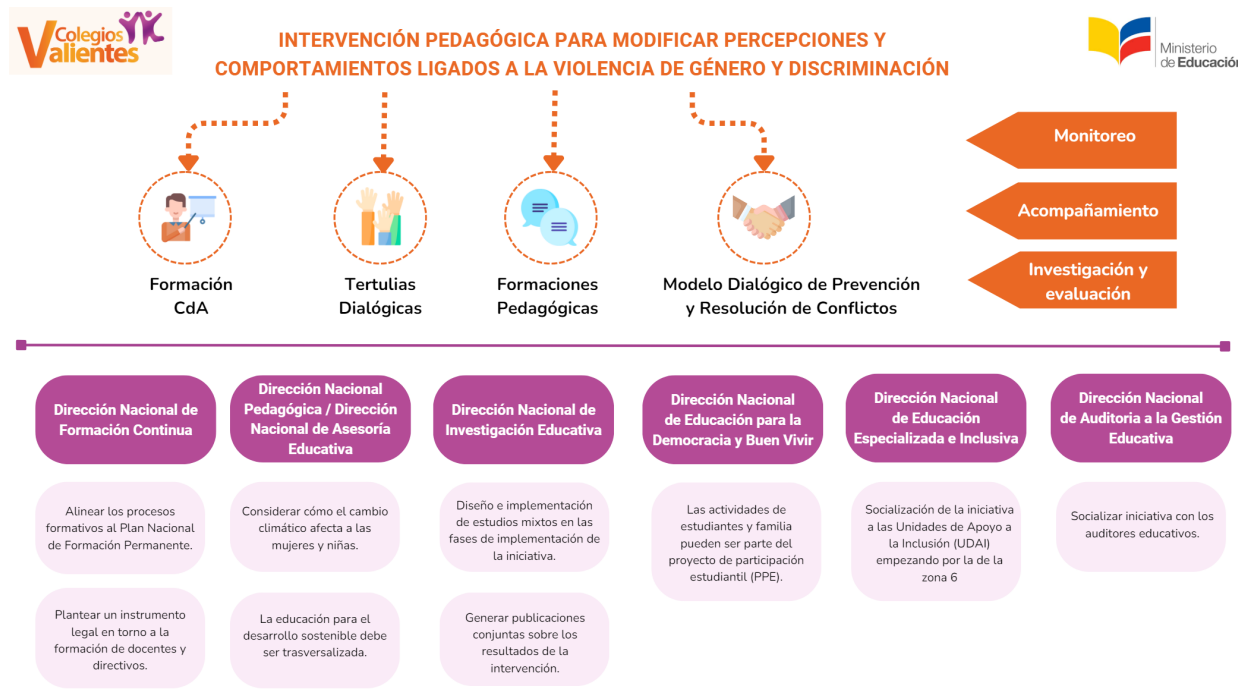 Colegios
Valientes
INTERVENCIÓN PEDAGÓGICA PARA MODIFICAR PERCEPCIONES Y
COMPORTAMIENTOS LIGADOS A LA VIOLENCIA DE GÉNERO Y DISCRIMINACIÓN
Ministerio
de Educación
Monitoreo
Acompañamiento
Investigación y
evaluación
Formación
CdA
Tertulias
Dialógicas
Formaciones
Pedagógicas
Modelo Dialógico de Prevención
y Resolución de Conflictos
Dirección Nacional de
Formación Continua
Alinear los procesos
formativos al Plan Nacional
de Formación Permanente.
Plantear un instrumento
legal en torno a la
formación de docentes y
directivos.
Dirección Nacional
Pedagógica / Dirección
Nacional de Asesoría
Educativa
Considerar cómo el cambio
climático afecta a las
mujeres y niñas.
La educación para el
desarrollo sostenible debe
ser trasversalizada.
Dirección Nacional de
Investigación Educativa
Diseño e implementación
de estudios mixtos en las
fases de implementación de
la iniciativa.
Generar publicaciones
conjuntas sobre los
resultados de la
intervención.
Dirección Nacional
de Educación para la
Democracia y Buen Vivir
Las actividades de
estudiantes y familia
pueden ser parte del
proyecto de participación
estudiantil (PPE).
Dirección Nacional
de Educación
Especializada e Inclusiva
Socialización de la iniciativa
a las Unidades de Apoyo a
la Inclusión (UDAI)
empezando por la de la
zona 6
Dirección Nacional
de Auditoria a la Gestión
Educativa
Socializar iniciativa con los
auditores educativos.